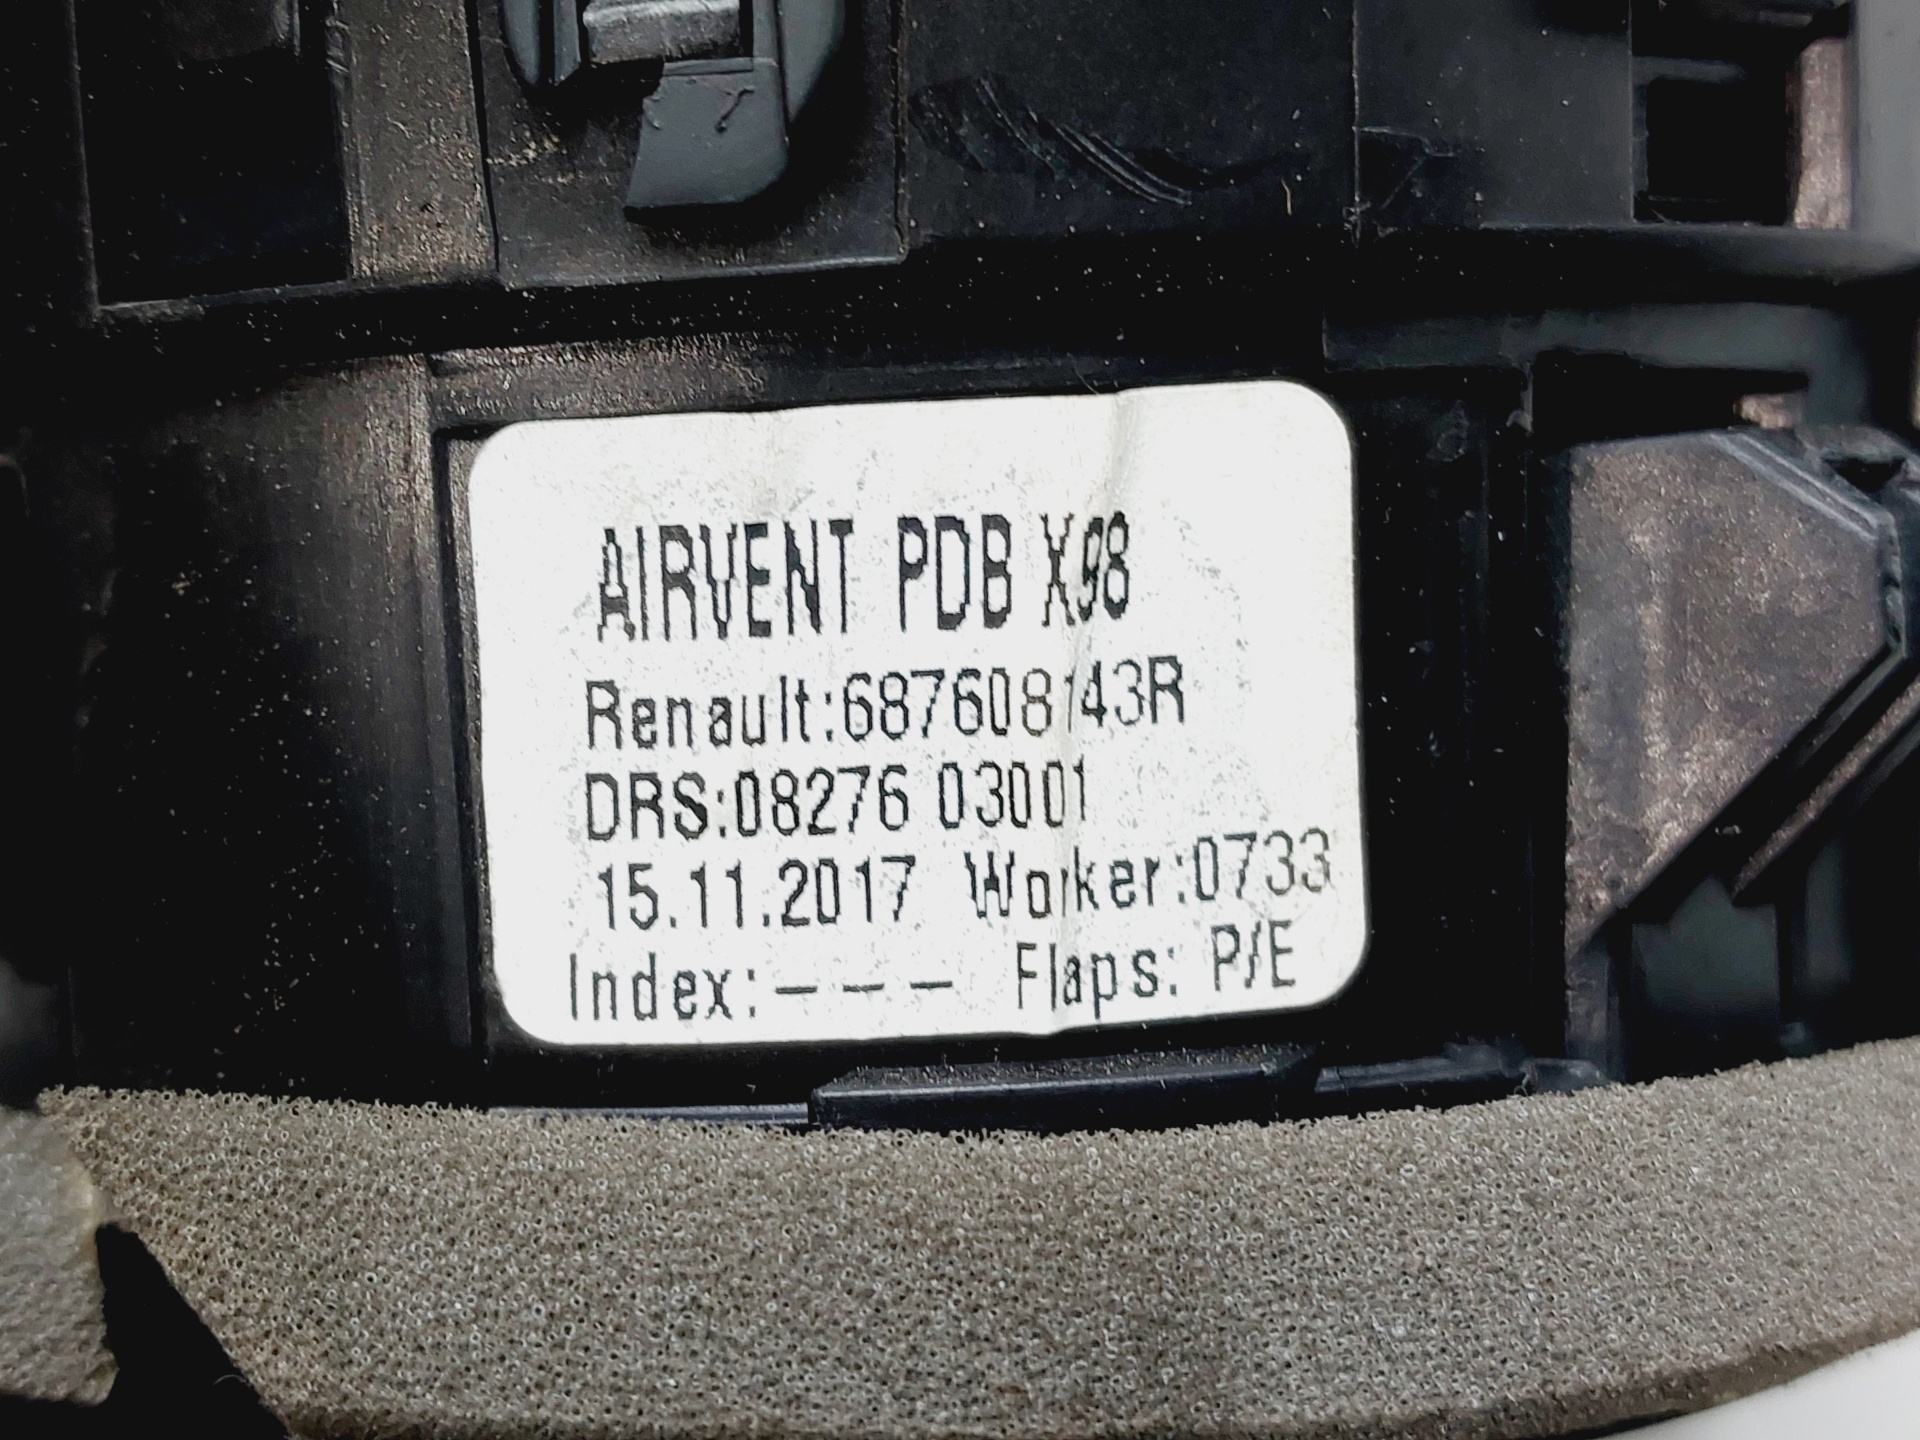 AIRVENT PDB X98
Renault:687608143R
DRS:08276 03001
15.11.2017 Worker:0733
Index:--- Flaps: P/E